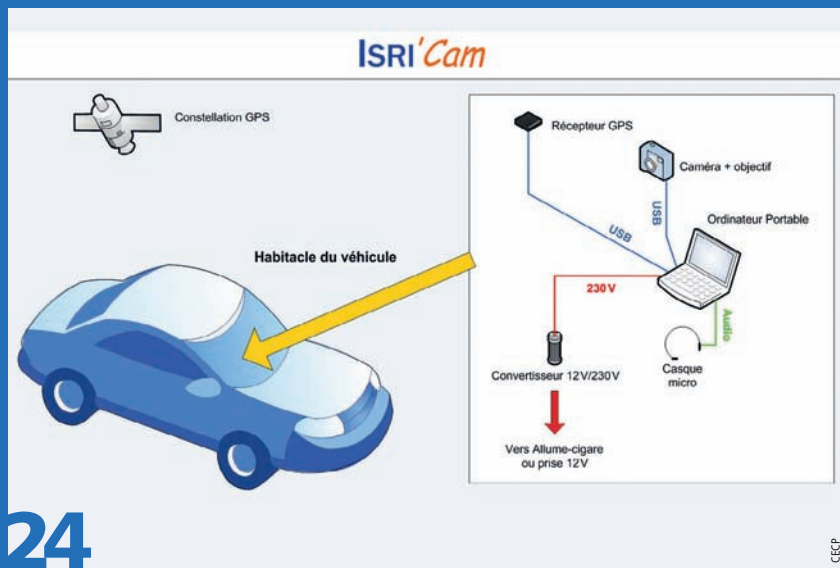 ISRI'Cam
Constellation GPS
Récepteur GPS
Caméra + objectif
USB
USB
Ordinateur Portable
Habitacle du véhicule
230 V
Audio
Convertisseur 12V/230V
Casque
micro
Vers Allume-cigare
ou prise 12V
24
CECP